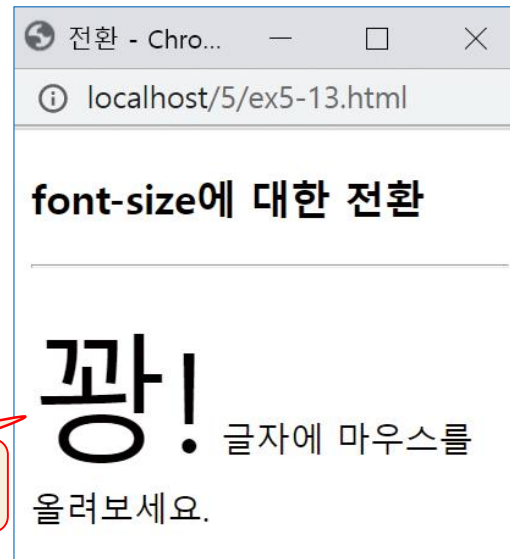 전환 - Chro...
localhost/5/ex5-13.html
font-size에 대한 전환
꽝! 글자에 마우스를
올려보세요.